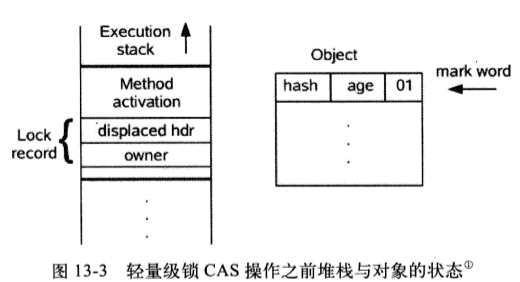 Execution
stack
Method
activation
Lock
record
displaced hdr
owner
Object
hash age 01
mark word
图 13-3 轻量级锁 CAS 操作之前堆栈与对象的状态①